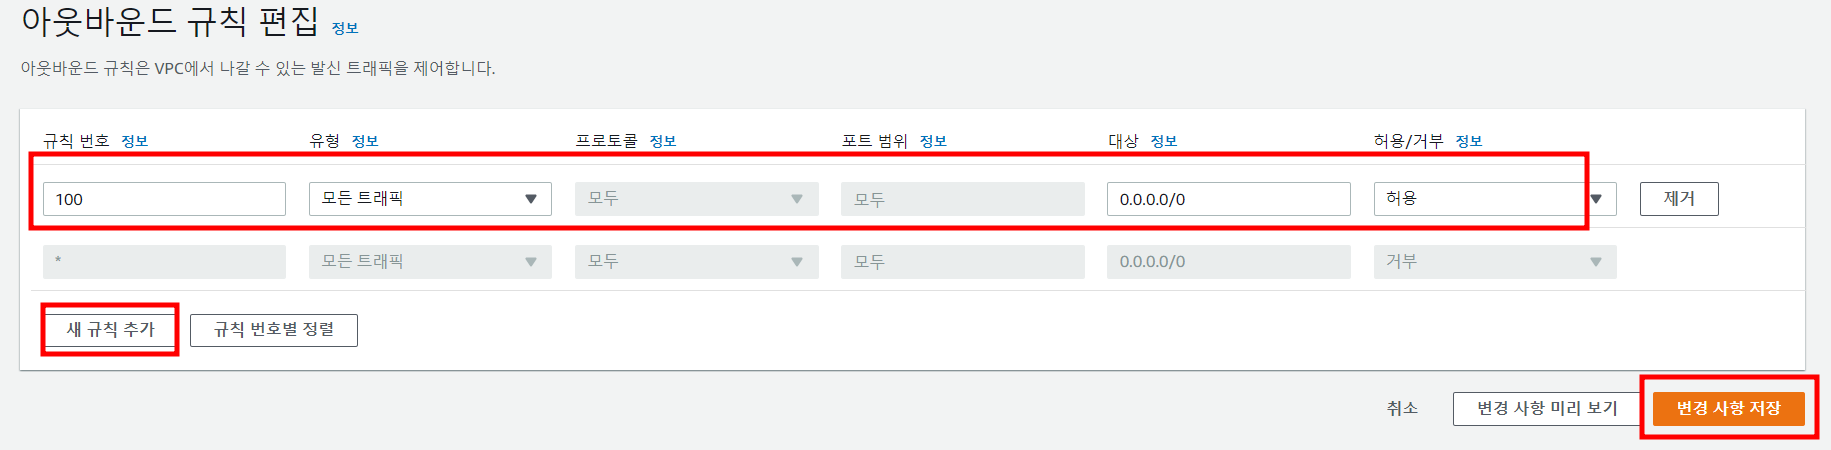 아웃바운드 규칙 편집 정보
아웃바운드 규칙은 VPC에서 나갈 수 있는 발신 트래픽을 제어합니다.
규칙 번호 정보 유형 정보 프로토콜 정보 포트 범위 정보 대상 정보 허용/거부 정보
100 모든 트래픽 모두 모두 0.0.0.0/0 허용 제거
* 모든 트래픽 모두 모두 0.0.0.0/0 거부
새 규칙 추가 규칙 번호별 정렬
취소 변경 사항 미리 보기 변경 사항 저장